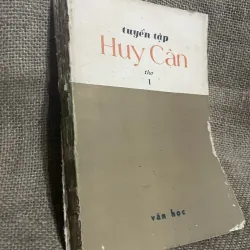 tuyển tập
Huy Cận
thơ
1
văn học